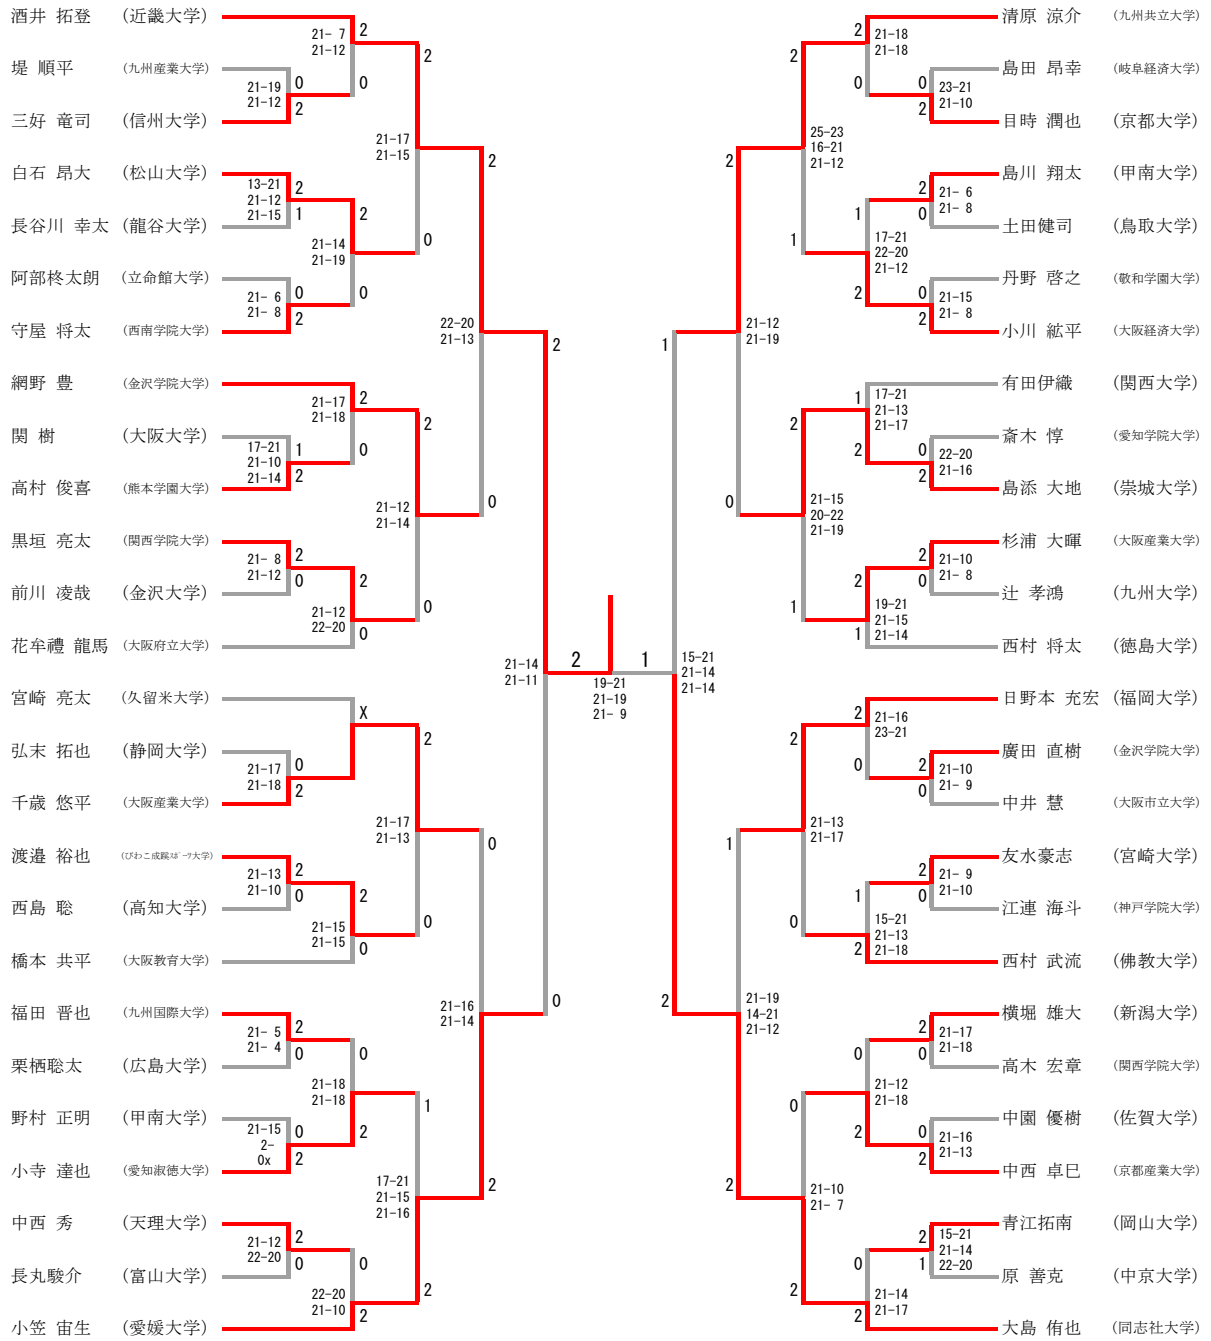 酒井 拓登 (近畿大学)
堤 順平 (九州産業大学)
三好 竜司 (信州大学)
白石 昂大 (松山大学)
長谷川 幸太 (龍谷大学)
阿部柊太朗 (立命館大学)
守屋 将太 (西南学院大学)
網野 豊 (金沢学院大学)
関 樹 (大阪大学)
高村 俊喜 (熊本学園大学)
黒垣 亮太 (関西学院大学)
前川 凌哉 (金沢大学)
花牟禮 龍馬 (大阪府立大学)
宮崎 亮太 (久留米大学)
弘末 拓也 (静岡大学)
千歳 悠平 (大阪産業大学)
渡邉 裕也 (びわこ成蹊ｽﾎﾟｰﾂ大学)
西島 聡 (高知大学)
橋本 共平 (大阪教育大学)
福田 晋也 (九州国際大学)
栗栖聡太 (広島大学)
野村 正明 (甲南大学)
小寺 達也 (愛知淑徳大学)
中西 秀 (天理大学)
長丸駿介 (富山大学)
小笠 宙生 (愛媛大学)
21-19 0
21-12 2
13-21 2
21-12
21-15 1
21- 6 0
21- 8 2
17-21 1
21-10
21-14 2
21- 8 2
21-12 0
21-17 0
21-18 2
21-13 2
21-10 0
21- 5 2
21- 4 0
21-15 0
2-
0x 2
21-12 2
22-20 0
21- 7 2
21-12 0
21-14 2
21-19 0
21-17 2
21-18 0
21-12 2
22-20 0
X
21-15 2
21-15 0
21-18 0
21-18 2
22-20 0
21-10 2
21-17 2
21-15 0
21-12 2
21-14 0
21-17 2
21-13 0
17-21 1
21-15
21-16 2
22-20 2
21-13 0
21-16 0
21-14 2
21-14 2
21-11 0
2 1
19-21
21-19
21- 9
15-21 1
21-14
21-14 2
21-12 2
21-19 0
21-19 1
14-21
21-12 2
25-23 2
16-21
21-12 1
21-15 2
20-22
21-19 1
21-13 2
21-17 0
21-10 0
21- 7 2
2 21-18
21-18
0
1 17-21
22-20
2 21-12
1 17-21
21-13
2 21-17
2 19-21
21-15
1 21-14
2 21-16
23-21
0
1 15-21
21-13
2 21-18
0 21-12
21-18
2
0 21-14
2 21-17
0 23-21
2 21-10
2 21- 6
0 21- 8
0 21-15
2 21- 8
0 22-20
2 21-16
2 21-10
0 21- 8
2 21-10
0 21- 9
2 21- 9
0 21-10
2 21-17
0 21-18
0 21-16
2 21-13
2 15-21
21-14
1 22-20
清原 涼介 (九州共立大学)
島田 昂幸 (岐阜経済大学)
目時 潤也 (京都大学)
島川 翔太 (甲南大学)
土田健司 (鳥取大学)
丹野 啓之 (敬和学園大学)
小川 紘平 (大阪経済大学)
有田伊織 (関西大学)
斎木 惇 (愛知学院大学)
島添 大地 (崇城大学)
杉浦 大暉 (大阪産業大学)
辻 孝鴻 (九州大学)
西村 将太 (徳島大学)
日野本 充宏 (福岡大学)
廣田 直樹 (金沢学院大学)
中井 慧 (大阪市立大学)
友水豪志 (宮崎大学)
江連 海斗 (神戸学院大学)
西村 武流 (佛教大学)
横堀 雄大 (新潟大学)
高木 宏章 (関西学院大学)
中園 優樹 (佐賀大学)
中西 卓巳 (京都産業大学)
青江拓南 (岡山大学)
原 善克 (中京大学)
大島 侑也 (同志社大学)